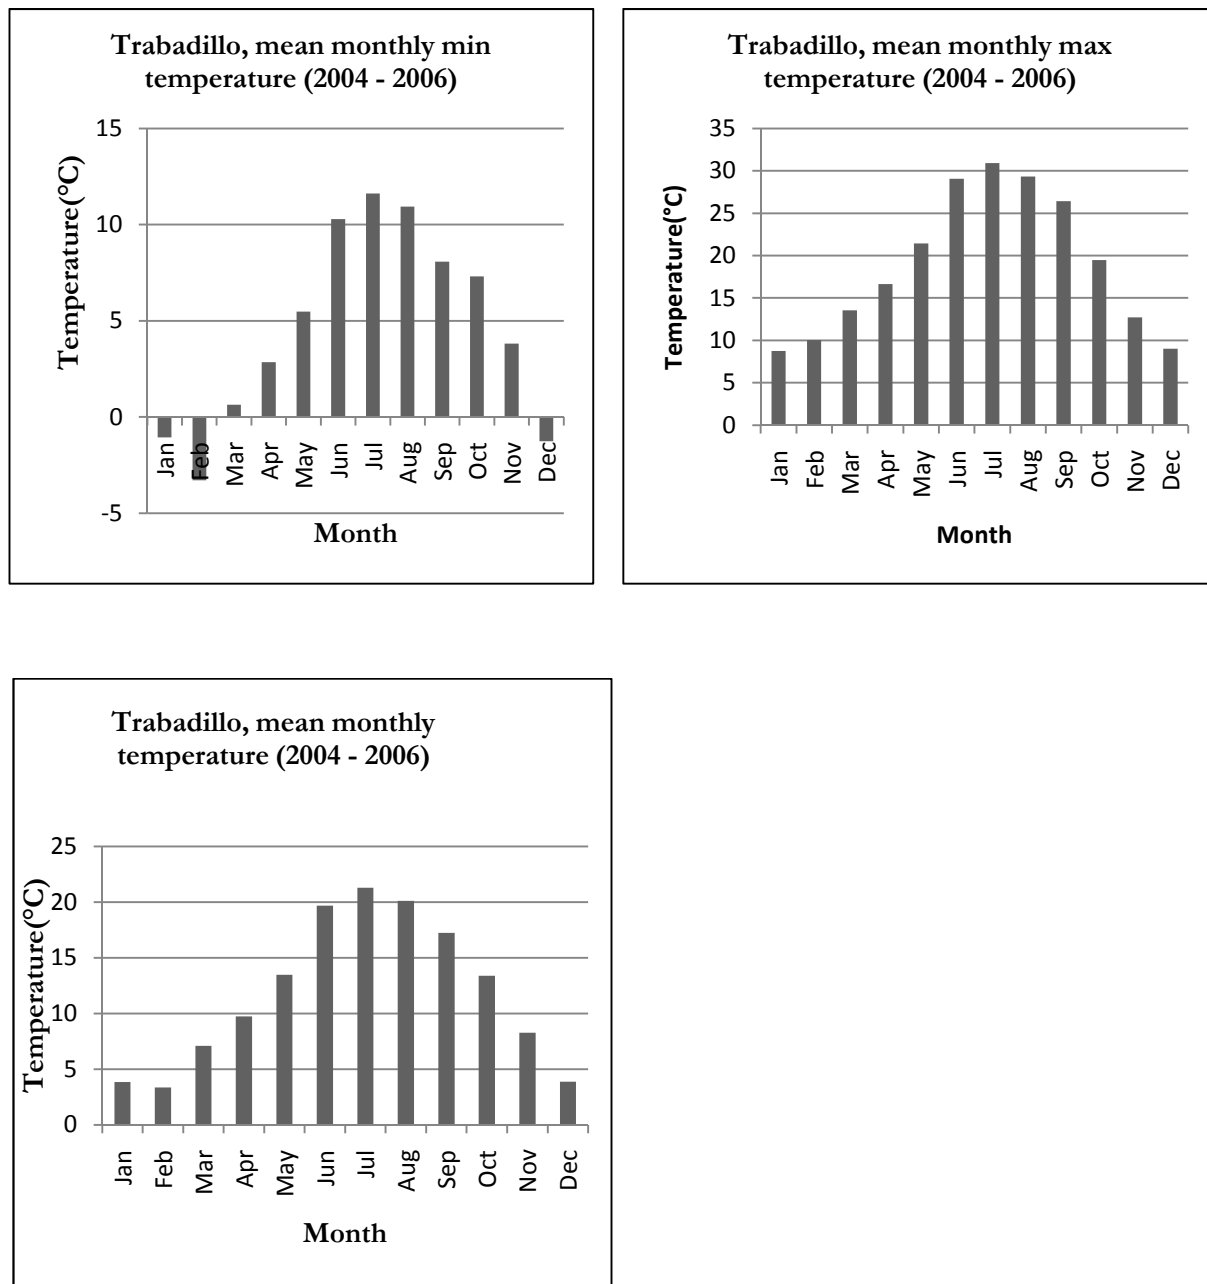 Trabadillo, mean monthly min
temperature (2004 - 2006)
15
10
5
0
-5
Temperature(°C)
Jan
Feb
Mar
Apr
May
Jun
Jul
Aug
Sep
Oct
Nov
Dec
Month
Trabadillo, mean monthly max
temperature (2004 - 2006)
35
30
25
20
15
10
5
0
Temperature(°C)
Jan
Feb
Mar
Apr
May
Jun
Jul
Aug
Sep
Oct
Nov
Dec
Month
Trabadillo, mean monthly
temperature (2004 - 2006)
25
20
15
10
5
0
Temperature(°C)
Jan
Feb
Mar
Apr
May
Jun
Jul
Aug
Sep
Oct
Nov
Dec
Month